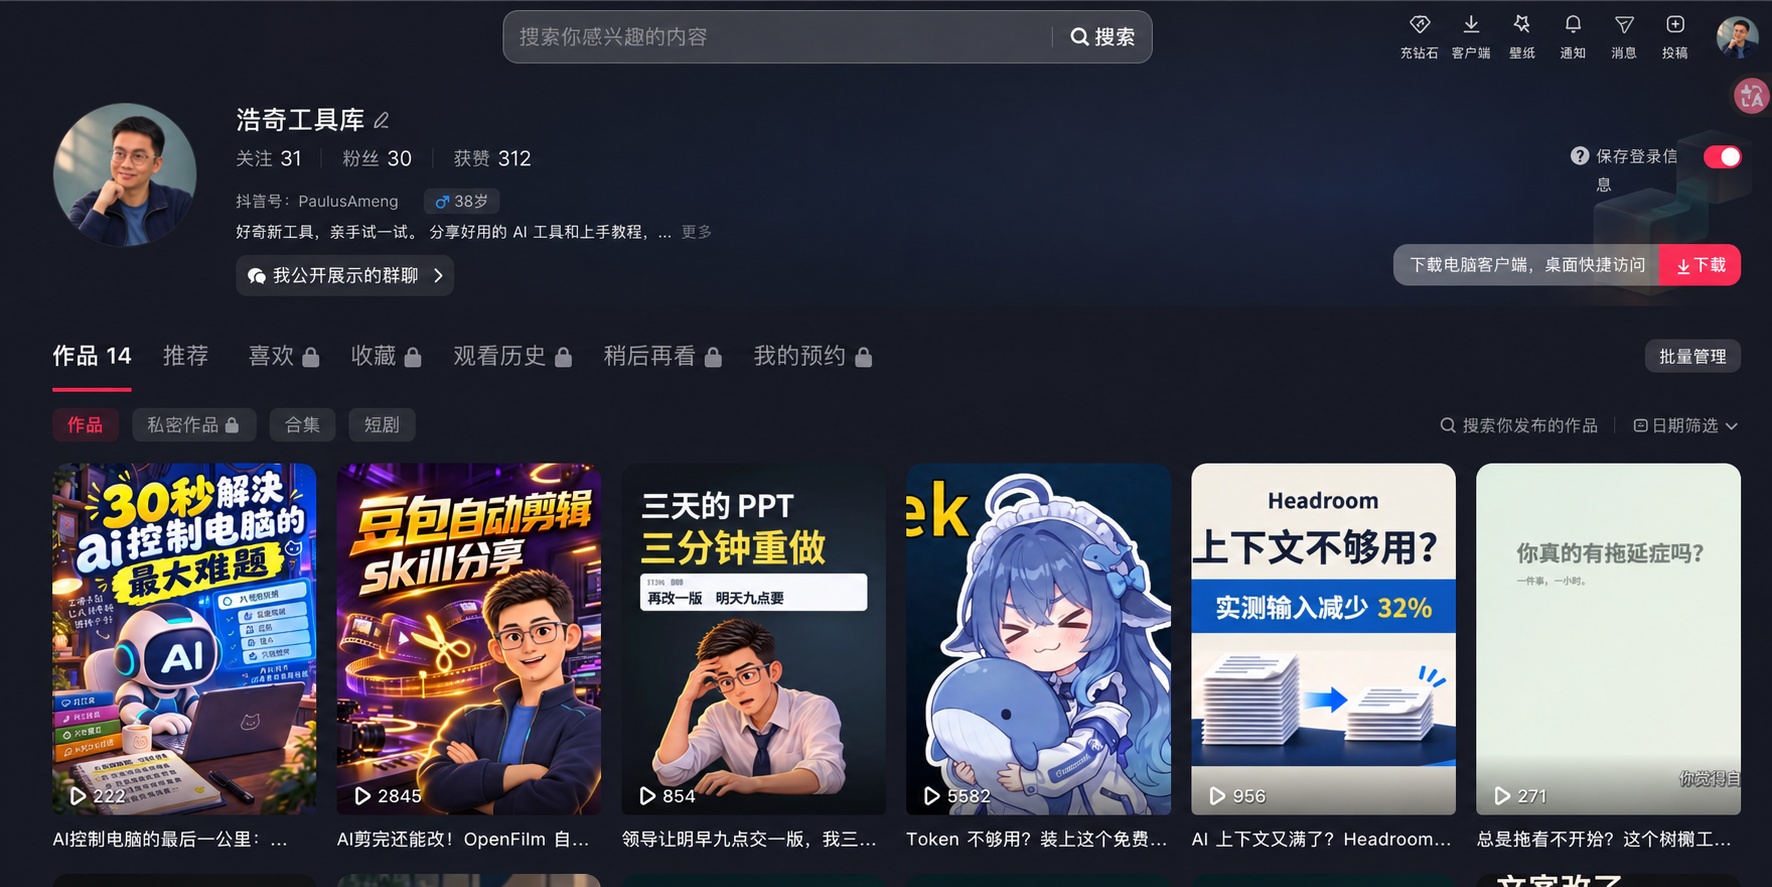 搜索你感兴趣的内容
搜索
充钻石
客户端
壁纸
通知
消息
投稿
浩奇工具库
关注 31
粉丝 30
获赞 312
抖音号：PaulusAmeng
♂38岁
好奇新工具，亲手试一试。 分享好用的 AI 工具和上手教程，... 更多
我公开展示的群聊
保存登录信
息
下载电脑客户端，桌面快捷访问
下载
作品 14
推荐
喜欢
收藏
观看历史
稍后再看
我的预约
批量管理
作品
私密作品
合集
短剧
搜索你发布的作品
日期筛选
30秒解决
ai控制电脑的
最大难题
AI
222
AI控制电脑的最后一公里：...
豆包自动剪辑
skill分享
2845
AI剪完还能改！OpenFilm 自...
三天的 PPT
三分钟重做
再改一版 明天九点要
854
领导让明早九点交一版，我三...
ek
5582
Token 不够用？装上这个免费...
Headroom
上下文不够用？
实测输入减少 32%
956
AI 上下文又满了？Headroom...
你真的有拖延症吗？
一件事，一小时。
你觉得自
271
总是拖着不开始？这个树懒工...